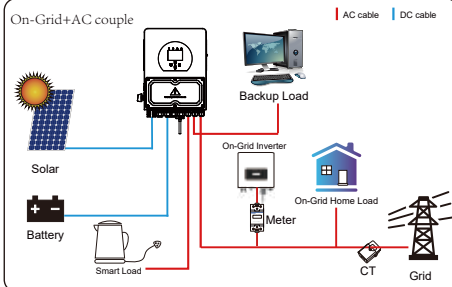 On-Grid+AC couple
AC cable
DC cable
Backup Load
On-Grid Inverter
Solar
On-Grid Home Load
Meter
Battery
Smart Load
CT
Grid